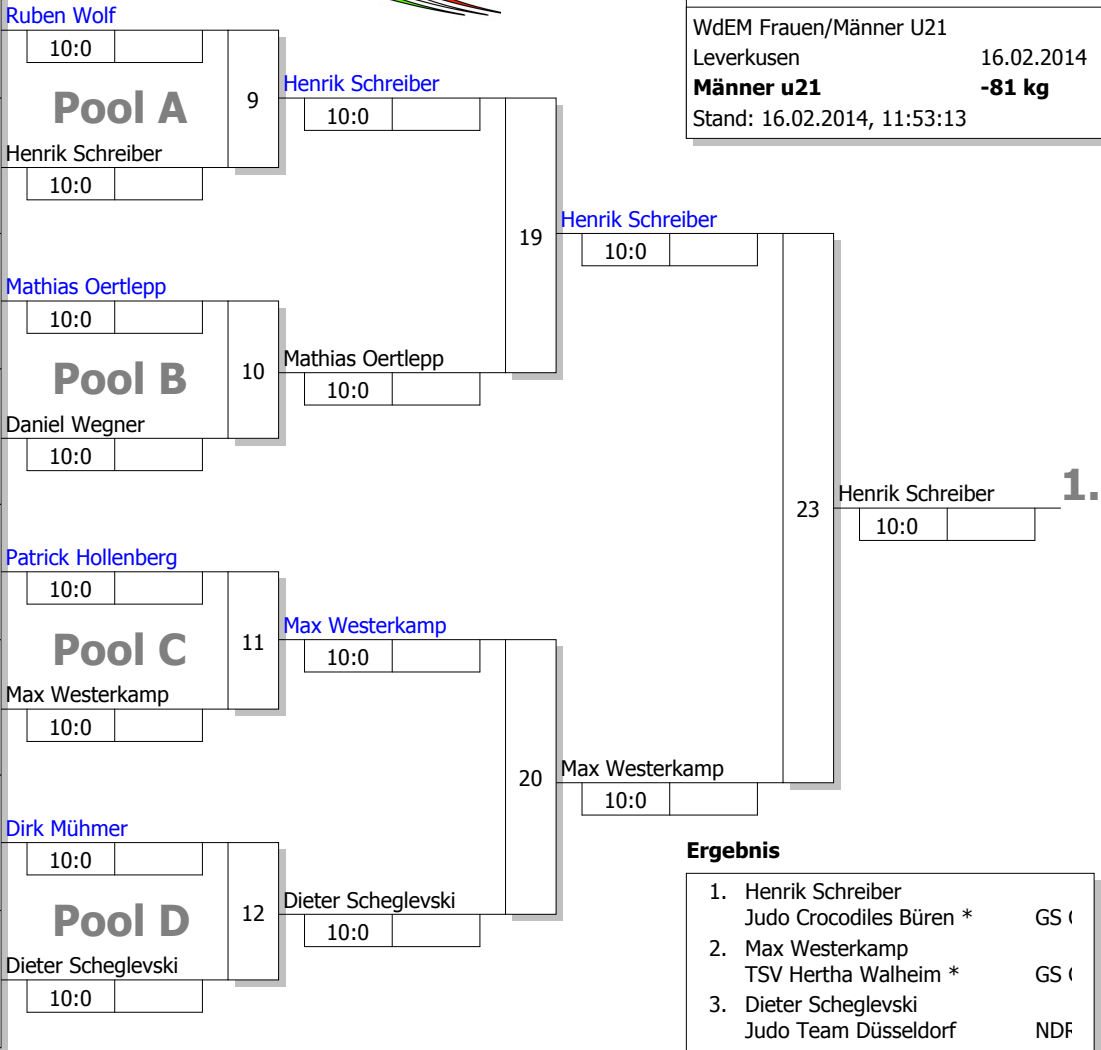 Ruben Wolf
10:0
Pool A
9
Henrik Schreiber
10:0
Henrik Schreiber
10:0
WdEM Frauen/Männer U21
Leverkusen 16.02.2014
Männer u21 -81 kg
Stand: 16.02.2014, 11:53:13
19
Henrik Schreiber
10:0
Mathias Oertlepp
10:0
Pool B
10
Mathias Oertlepp
10:0
Daniel Wegner
10:0
23
Henrik Schreiber 1.
10:0
Patrick Hollenberg
10:0
Pool C
11
Max Westerkamp
10:0
Max Westerkamp
10:0
20
Max Westerkamp
10:0
Dirk Mühmer
10:0
Pool D
12
Dieter Scheglevski
10:0
Dieter Scheglevski
10:0
Ergebnis
1. Henrik Schreiber
Judo Crocodiles Büren * GS
2. Max Westerkamp
TSV Hertha Walheim * GS
3. Dieter Scheglevski
Judo Team Düsseldorf